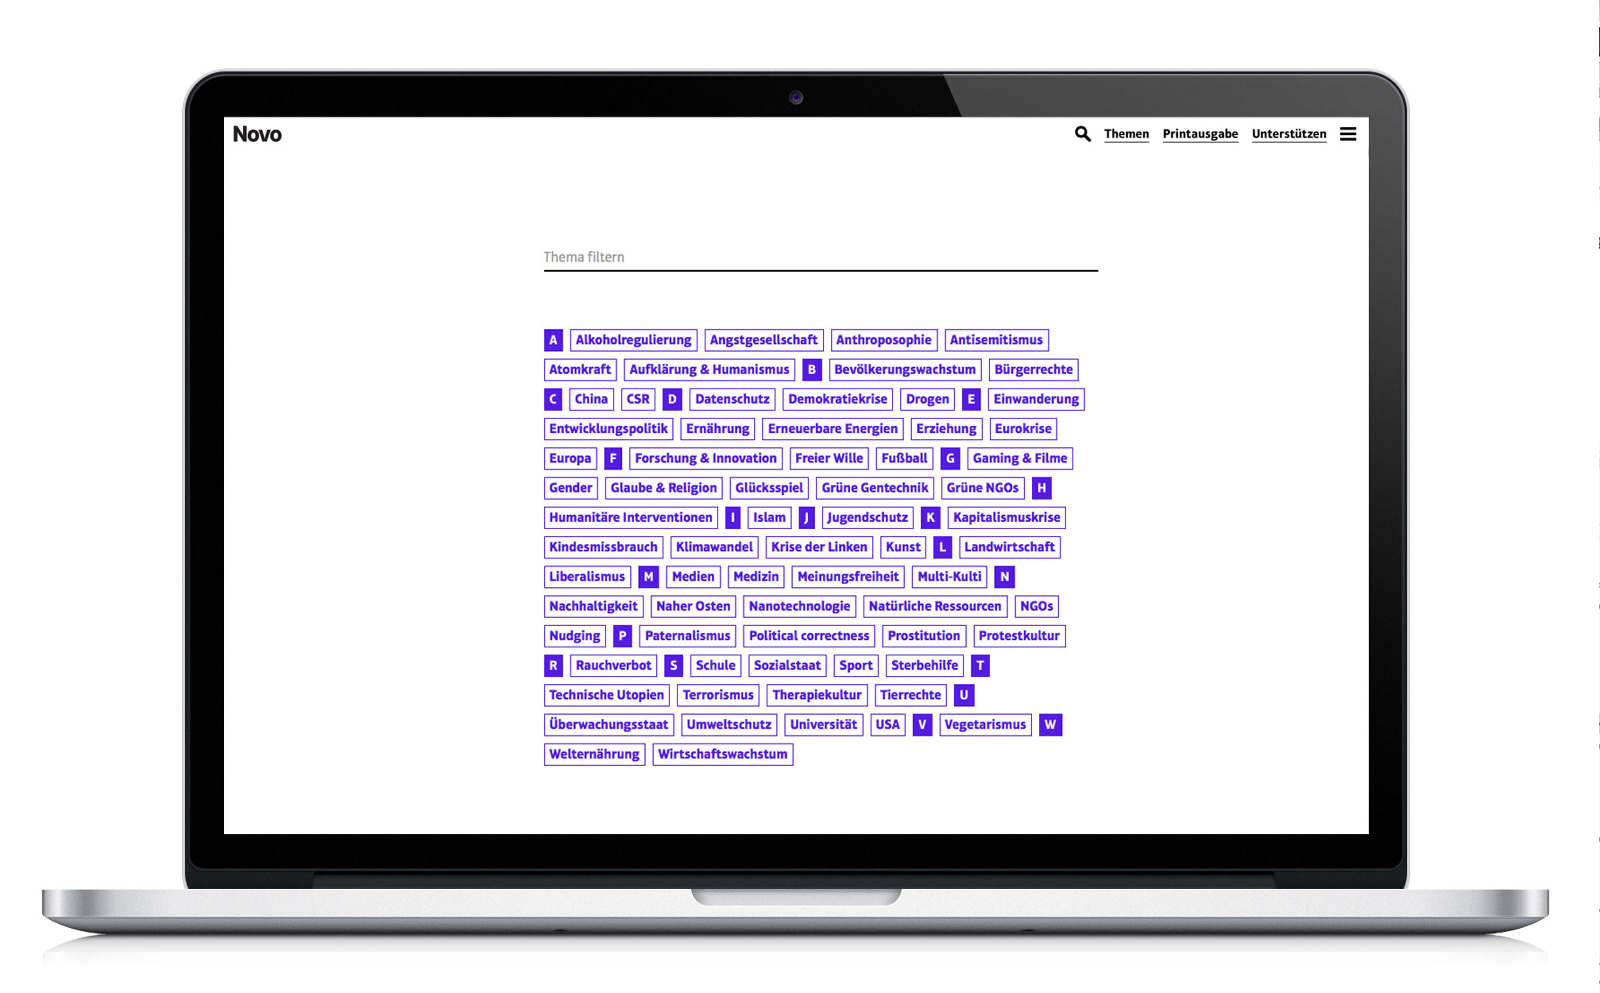 Novo Themen Printausgabe Unterstützen
Thema filtern
A Alkoholregulierung Angstgesellschaft Anthroposophie Antisemitismus
Atomkraft Aufklärung & Humanismus B Bevölkerungswachstum Bürgerrechte
C China CSR D Datenschutz Demokratiekrise Drogen E Einwanderung
Entwicklungspolitik Ernährung Erneuerbare Energien Erziehung Eurokrise
Europa F Forschung & Innovation Freier Wille Fußball G Gaming & Filme
Gender Glaube & Religion Glücksspiel Grüne Gentechnik Grüne NGOs H
Humanitäre Interventionen I Islam J Jugendschutz K Kapitalismuskrise
Kindesmissbrauch Klimawandel Krise der Linken Kunst L Landwirtschaft
Liberalismus M Medien Medizin Meinungsfreiheit Multi-Kulti N
Nachhaltigkeit Naher Osten Nanotechnologie Natürliche Ressourcen NGOs
Nudging P Paternalismus Political correctness Prostitution Protestkultur
R Rauchverbot S Schule Sozialstaat Sport Sterbehilfe T
Technische Utopien Terrorismus Therapiekultur Tierrechte U
Überwachungsstaat Umweltschutz Universität USA V Vegetarismus W
Welternährung Wirtschaftswachstum